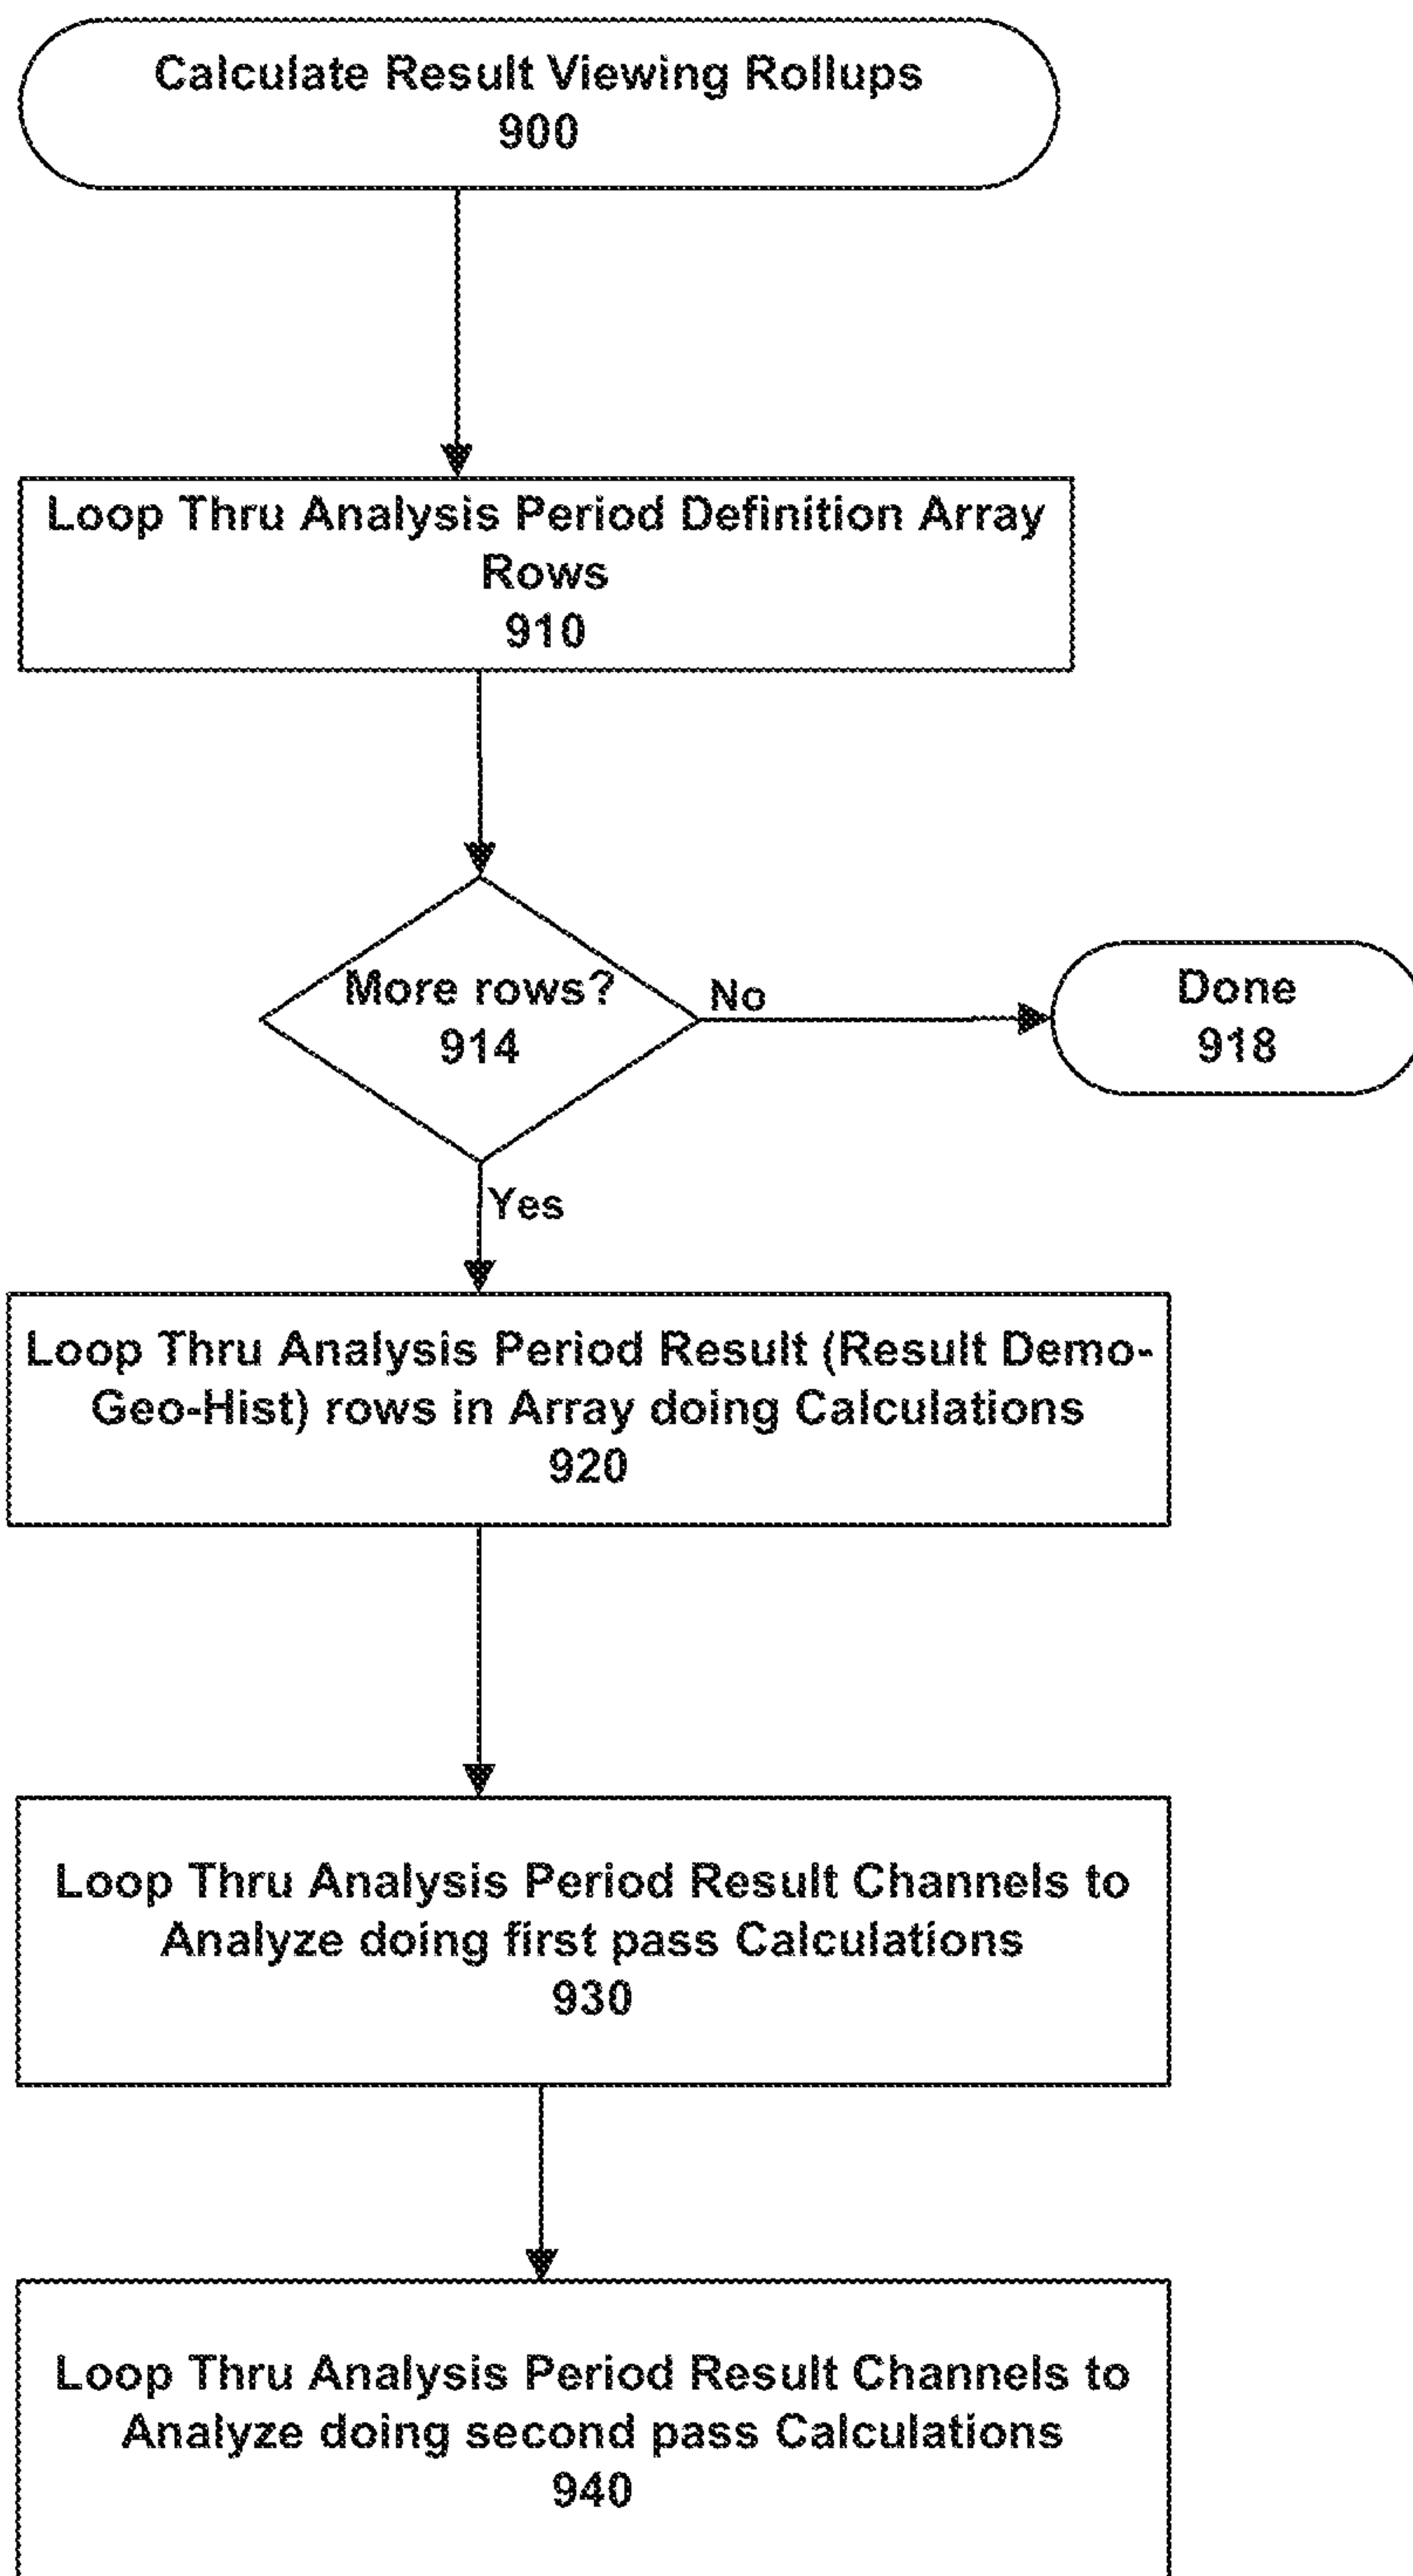 Calculate Result Viewing Rollups
900
Loop Thru Analysis Period Definition Array
Rows
910
More rows?
914
No
Done
918
Yes
Loop Thru Analysis Period Result (Result Demo-
Geo-Hist) rows in Array doing Calculations
920
Loop Thru Analysis Period Result Channels to
Analyze doing first pass Calculations
930
Loop Thru Analysis Period Result Channels to
Analyze doing second pass Calculations
940